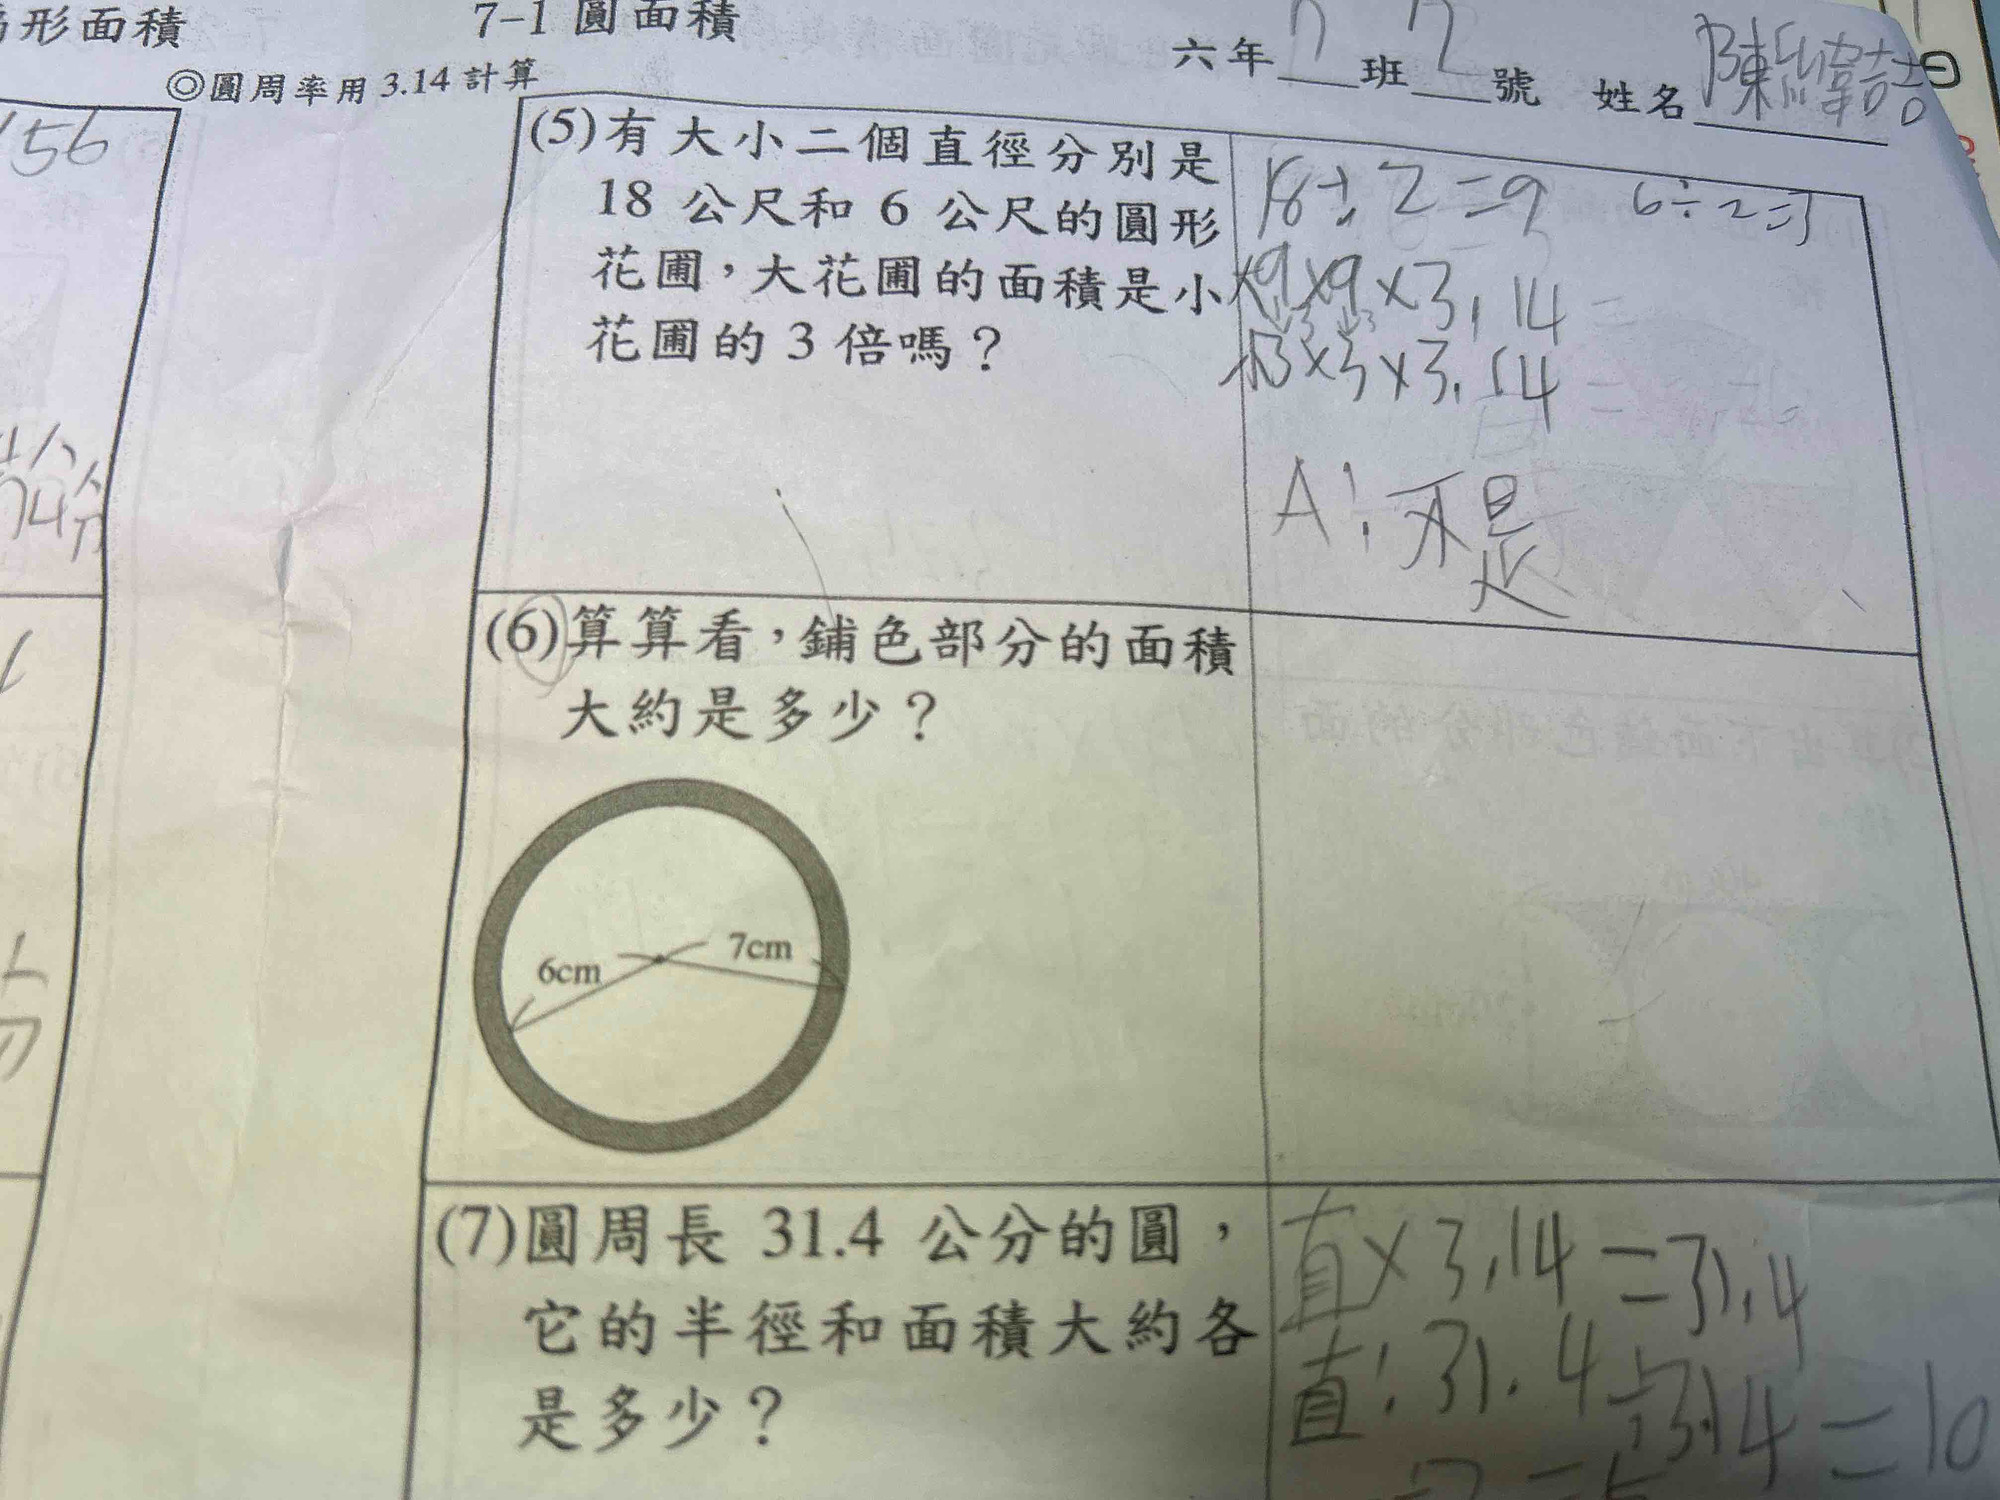 形面積
7-1 圓面積
六年 7 班 7 號 姓名
◎圓周率用 3.14 計算
156
(5)有大小二個直徑分別是
18 公尺和 6 公尺的圓形
花圃，大花圃的面積是小
花圃的 3 倍嗎？
18÷2=9 6÷2=3
大9×9×3.14=
小3×3×3.14=
A：不是
(6)算算看，鋪色部分的面積
大約是多少？
6cm
7cm
(7)圓周長 31.4 公分的圓，
它的半徑和面積大約各
是多少？
直×3.14=31.4
直：31.4÷3.14=10